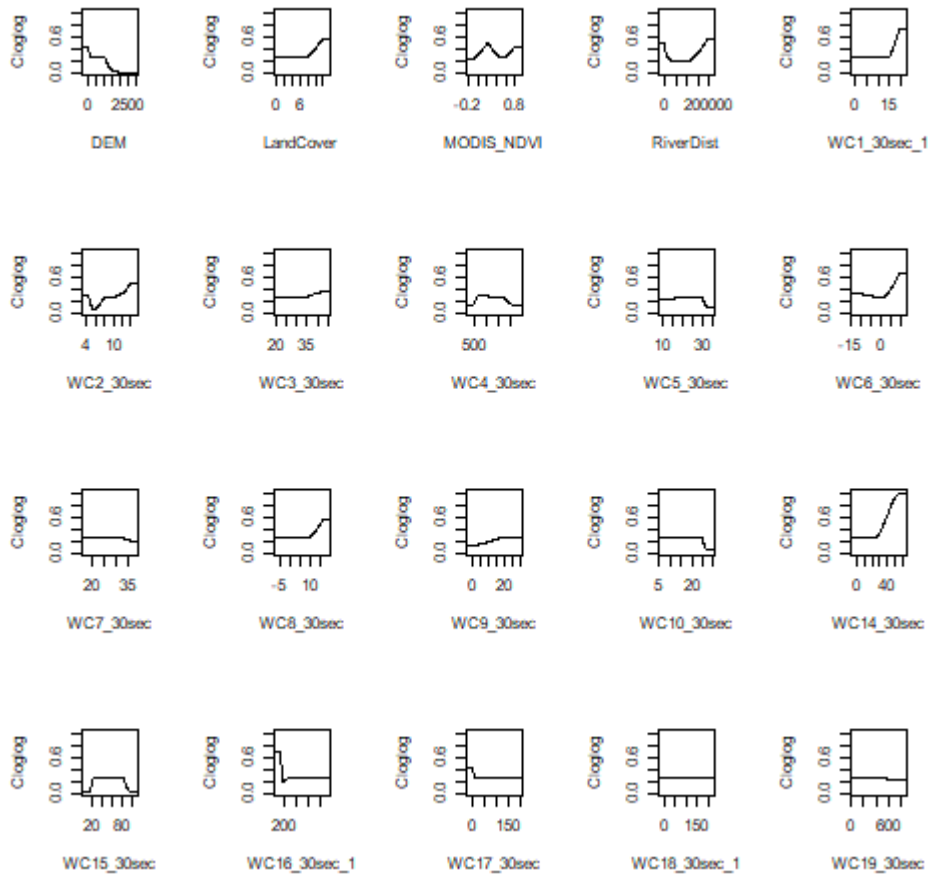 Cloglog 0.0 0.6 Cloglog 0.0 0.6 Cloglog 0.0 0.6 Cloglog 0.0 0.6 Cloglog 0.0 0.6
0 2500 0 6 -0.2 0.8 0 200000 0 15
DEM LandCover MODIS_NDVI RiverDist WC1_30sec_1
Cloglog 0.0 0.6 Cloglog 0.0 0.6 Cloglog 0.0 0.6 Cloglog 0.0 0.6 Cloglog 0.0 0.6
4 10 20 35 500 10 30 -15 0
WC2_30sec WC3_30sec WC4_30sec WC5_30sec WC6_30sec
Cloglog 0.0 0.6 Cloglog 0.0 0.6 Cloglog 0.0 0.6 Cloglog 0.0 0.6 Cloglog 0.0 0.6
20 35 -5 10 0 20 5 20 0 40
WC7_30sec WC8_30sec WC9_30sec WC10_30sec WC14_30sec
Cloglog 0.0 0.6 Cloglog 0.0 0.6 Cloglog 0.0 0.6 Cloglog 0.0 0.6 Cloglog 0.0 0.6
20 80 200 0 150 0 150 0 600
WC15_30sec WC16_30sec_1 WC17_30sec WC18_30sec_1 WC19_30sec